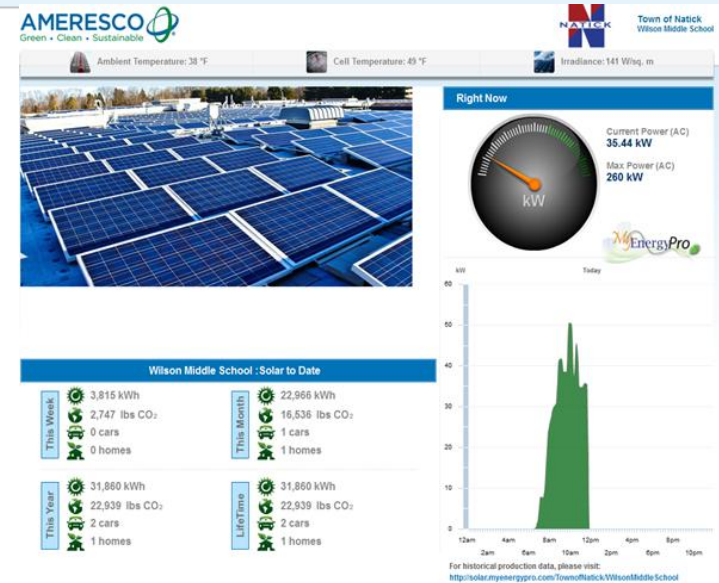 AMERESCO
Green • Clean • Sustainable
NATICK
Town of Natick
Wilson Middle School
Ambient Temperature: 38 °F
Cell Temperature: 49 °F
Irradiance: 141 W/sq. m
Right Now
Current Power (AC)
35.44 kW
Max Power (AC)
260 kW
kW
MyEnergyPro
kW
Today
60
50
40
30
20
10
0
12am
4am
8am
12pm
4pm
8pm
2am
6am
10am
2pm
6pm
10pm
For historical production data, please visit:
http://solar.myenergypro.com/TownofNatick/WilsonMiddleSchool
Wilson Middle School :Solar to Date
This Week
3,815 kWh
2,747 lbs CO₂
0 cars
0 homes
This Month
22,966 kWh
16,536 lbs CO₂
1 cars
1 homes
This Year
31,860 kWh
22,939 lbs CO₂
2 cars
1 homes
LifeTime
31,860 kWh
22,939 lbs CO₂
2 cars
1 homes